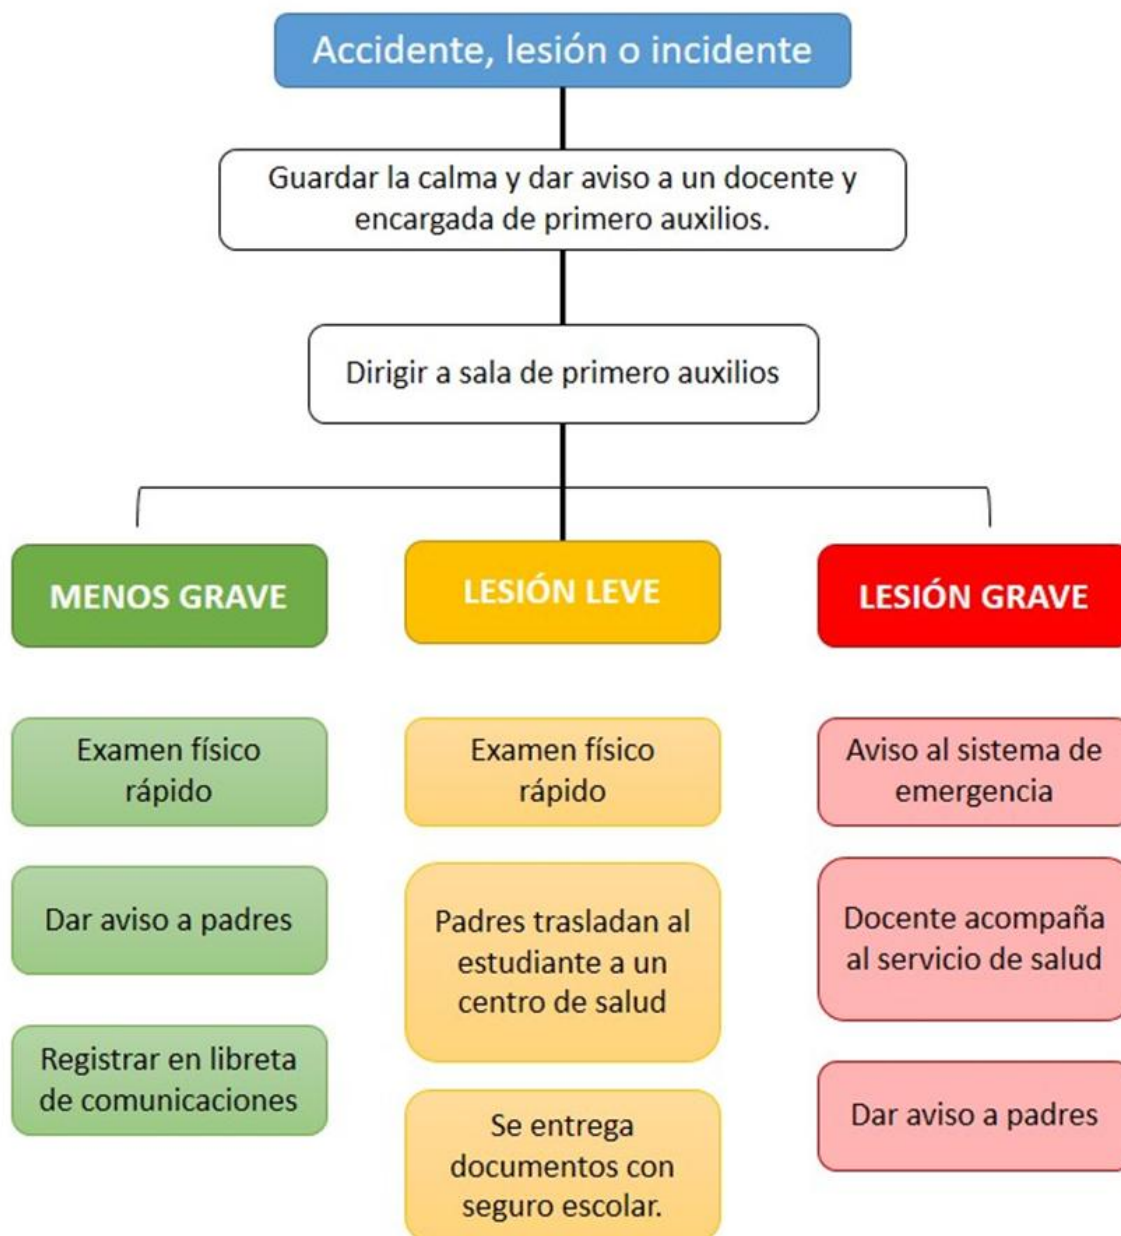 Accidente, lesión o incidente
Guardar la calma y dar aviso a un docente y
encargada de primero auxilios.
Dirigir a sala de primero auxilios
MENOS GRAVE
LESIÓN LEVE
LESIÓN GRAVE
Examen físico
rápido
Examen físico
rápido
Aviso al sistema de
emergencia
Dar aviso a padres
Padres trasladan al
estudiante a un
centro de salud
Docente acompaña
al servicio de salud
Registrar en libreta
de comunicaciones
Se entrega
documentos con
seguro escolar.
Dar aviso a padres